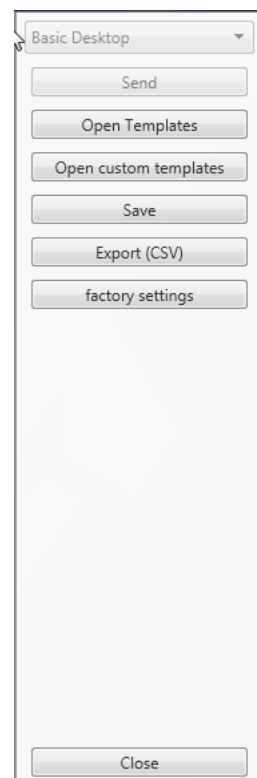 Basic Desktop
Send
Open Templates
Open custom templates
Save
Export (CSV)
factory settings
Close